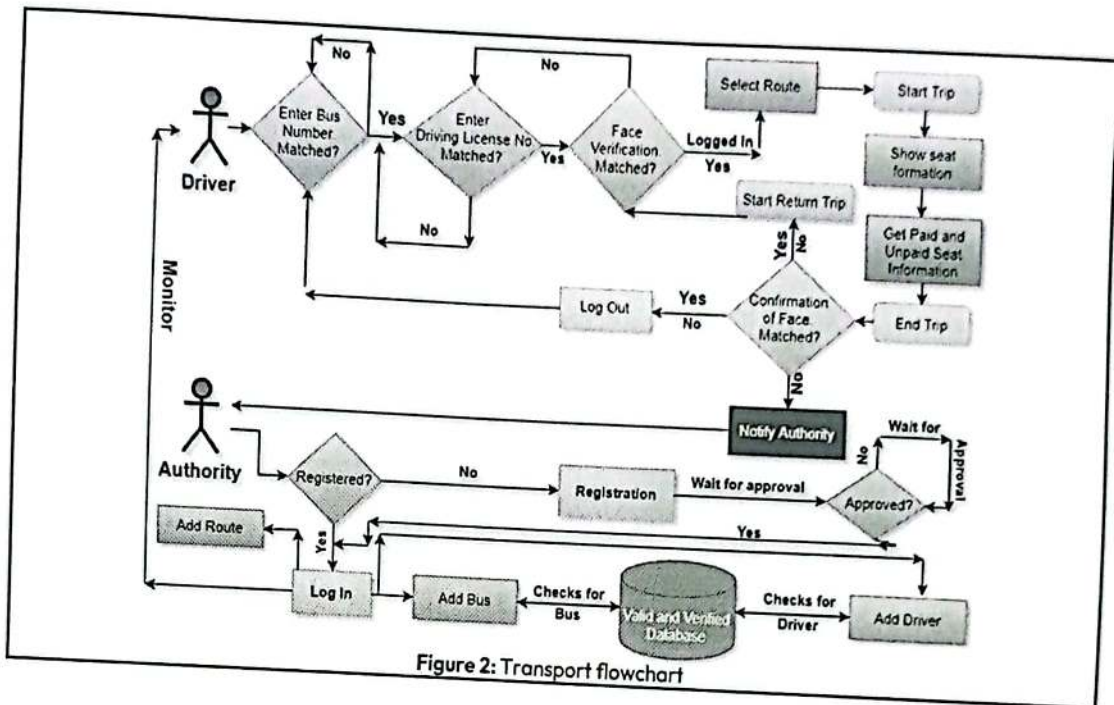 No
No
Select Route
Start Trip
Enter Bus
Number
Matched?
Yes
Enter
Driving License No
Matched?
Yes
Face
Verification
Matched?
Logged In
Yes
Show seat
formation
Driver
No
Start Return Trip
Yes
No
Get Paid and
Unpaid Seat
Information
Monitor
Log Out
Yes
No
Confirmation
of Face
Matched?
End Trip
No
Notify Authority
Authority
Registered?
No
Registration
Wait for approval
Approved?
No
Wait for
Approval
Add Route
Yes
Yes
Log In
Add Bus
Checks for
Bus
Valid and Verified
Database
Checks for
Driver
Add Driver
Figure 2: Transport flowchart